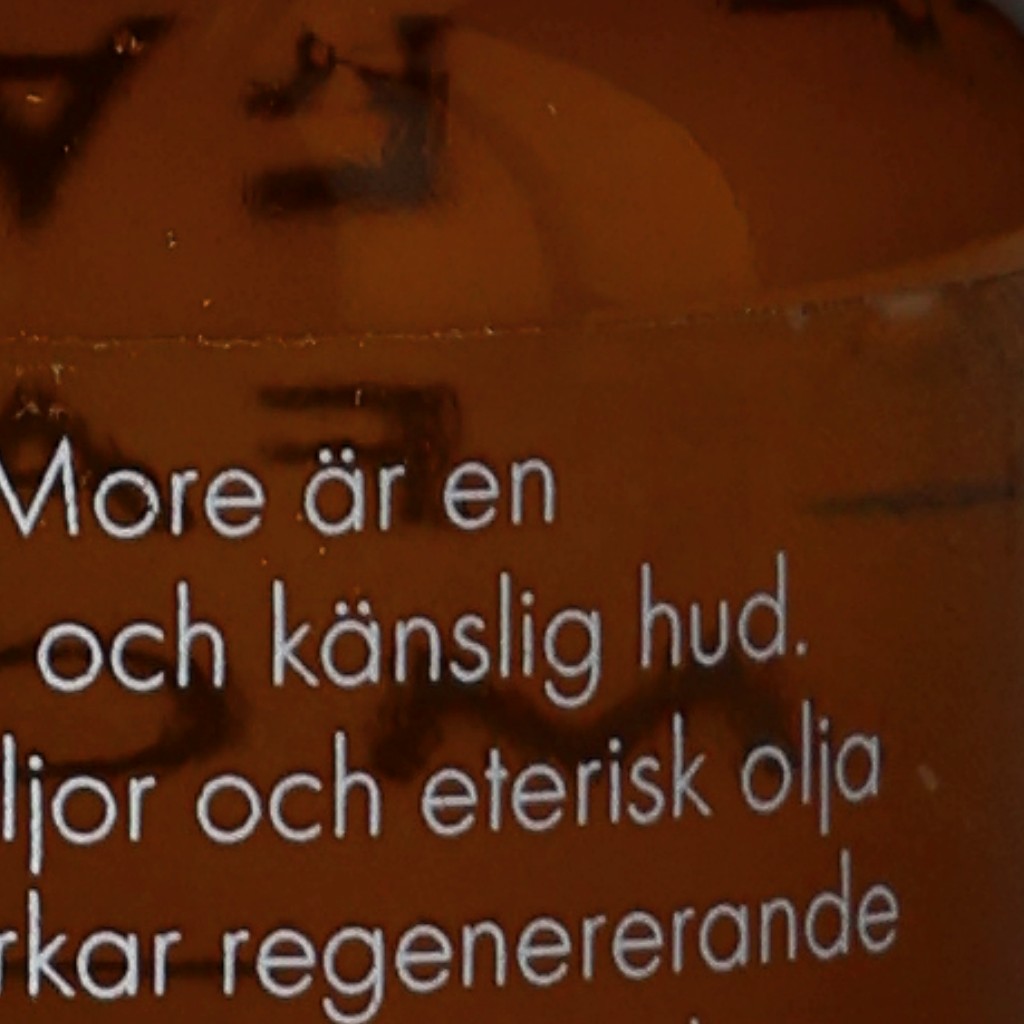 More är en
och känslig hud.
ljor och eterisk olja
rkar regenererande